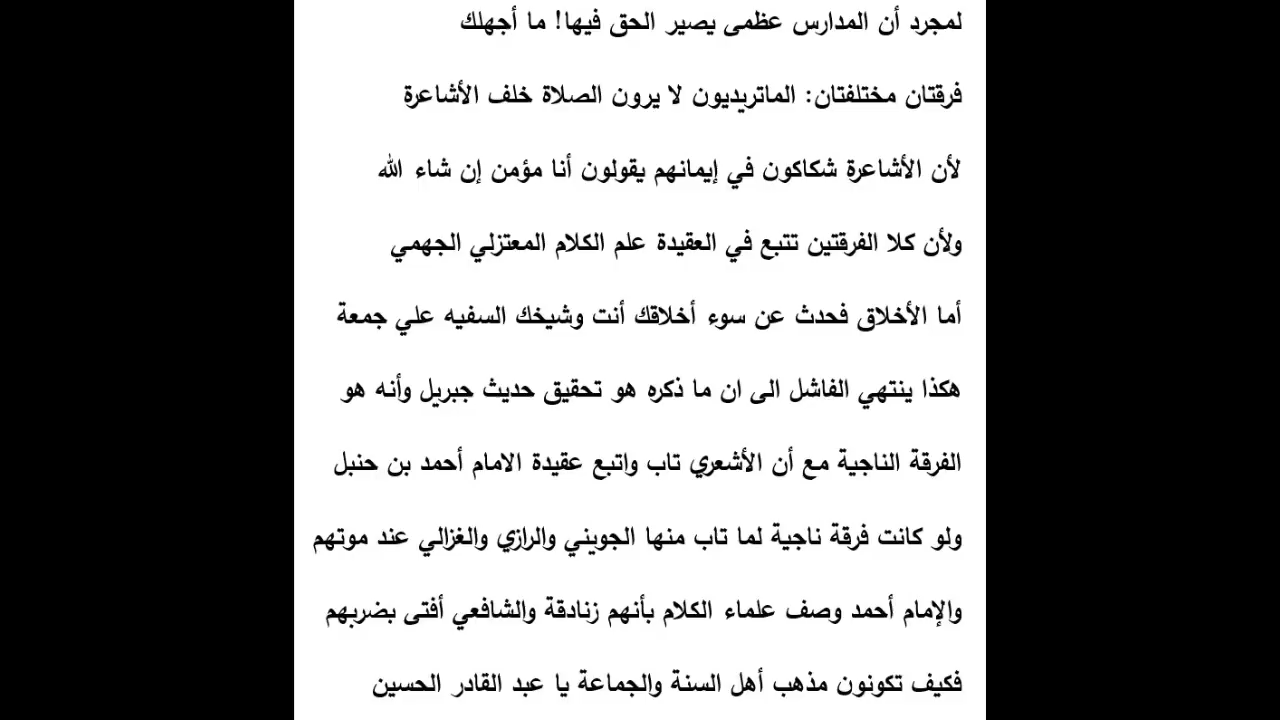 لمجرد أن المدارس عظمى يصير الحق فيها! ما أجهلك
فرقتان مختلفتان: الماتريديون لا يرون الصلاة خلف الأشاعرة
لأن الأشاعرة شكاكون في إيمانهم يقولون أنا مؤمن إن شاء الله
ولأن كلا الفرقتين تتبع في العقيدة علم الكلام المعتزلي الجهمي
أما الأخلاق فحدث عن سوء أخلاقك أنت وشيخك السفيه علي جمعة
هكذا ينتهي الفاشل الى ان ما ذكره هو تحقيق حديث جبريل وأنه هو
الفرقة الناجية مع أن الأشعري تاب واتبع عقيدة الامام أحمد بن حنبل
ولو كانت فرقة ناجية لما تاب منها الجويني والرازي والغزالي عند موتهم
والإمام أحمد وصف علماء الكلام بأنهم زنادقة والشافعي أفتى بضربهم
فكيف تكونون مذهب أهل السنة والجماعة يا عبد القادر الحسين